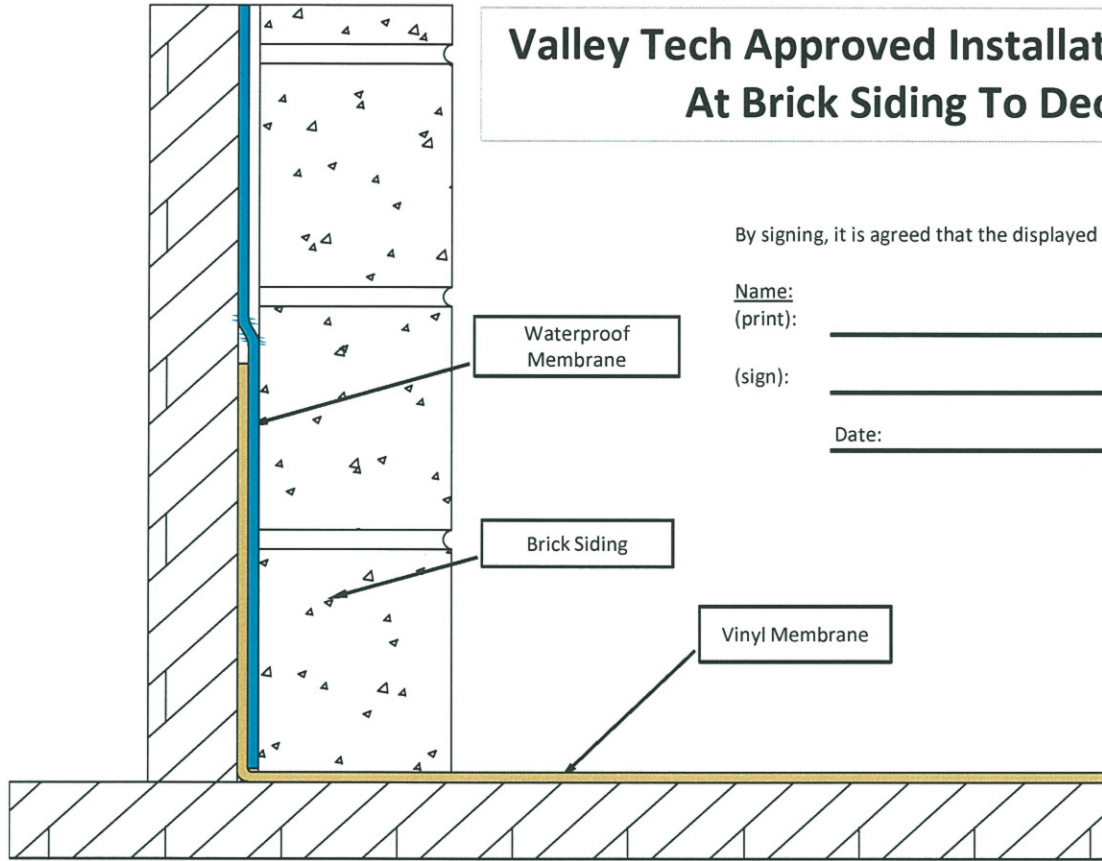 Valley Tech Approved Installat
At Brick Siding To Dec
By signing, it is agreed that the displayed
Name:
(print):
(sign):
Date:
Waterproof
Membrane
Brick Siding
Vinyl Membrane